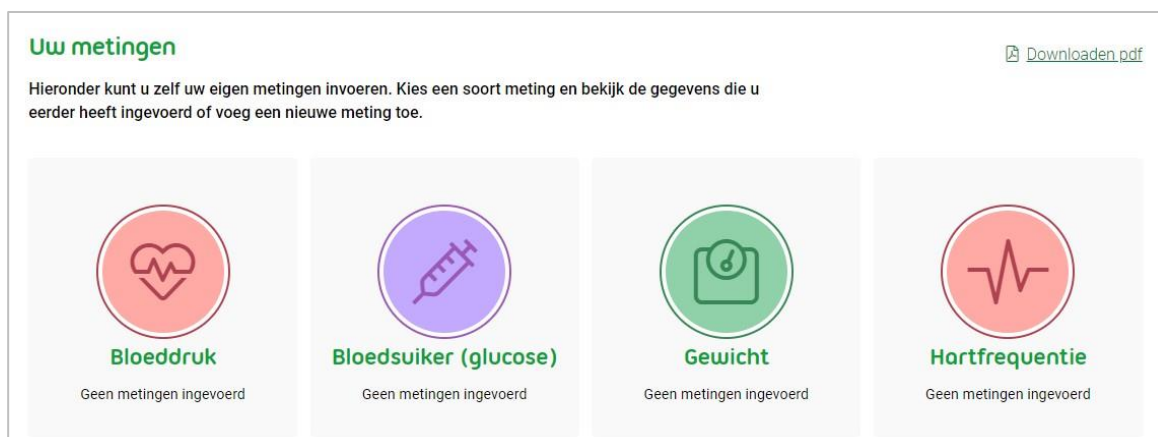 Uw metingen
Downloaden pdf
Hieronder kunt u zelf uw eigen metingen invoeren. Kies een soort meting en bekijk de gegevens die u
eerder heeft ingevoerd of voeg een nieuwe meting toe.
Bloeddruk
Geen metingen ingevoerd
Bloedsuiker (glucose)
Geen metingen ingevoerd
Gewicht
Geen metingen ingevoerd
Hartfrequentie
Geen metingen ingevoerd